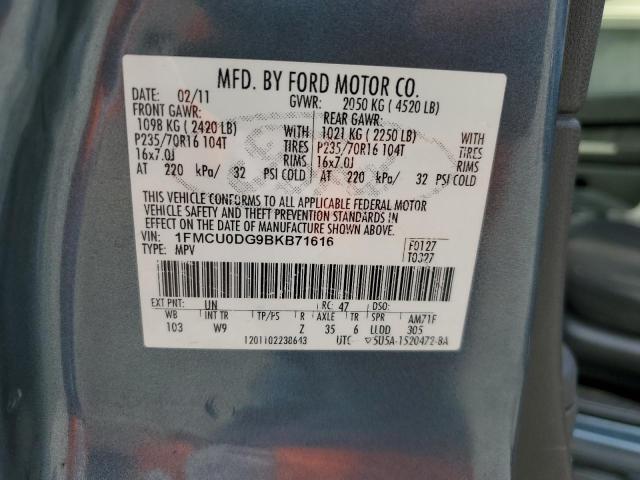 MFD. BY FORD MOTOR CO.
DATE: 02/11 GVWR: 2050 KG ( 4520 LB)
FRONT GAWR: REAR GAWR:
1098 KG ( 2420 LB) WITH 1021 KG ( 2250 LB) WITH
P235/70R16 104T TIRES P235/70R16 104T TIRES
16x7.0J RIMS 16x7.0J RIMS
AT 220 kPa/ 32 PSI COLD AT 220 kPa/ 32 PSI COLD
THIS VEHICLE CONFORMS TO ALL APPLICABLE FEDERAL MOTOR
VEHICLE SAFETY AND THEFT PREVENTION STANDARDS IN
EFFECT ON THE DATE OF MANUFACTURE SHOWN ABOVE.
VIN: 1FMCU0DG9BKB71616 F0127
TYPE: MPV T0327
EXT PNT: UN RC: 47 DSO:
WB INT TR TP/PS R AXLE TR SPR AM71F
103 W9 Z 35 6 LLDD 305
1201102238643 UTC ▽5U5A-1520472-BA